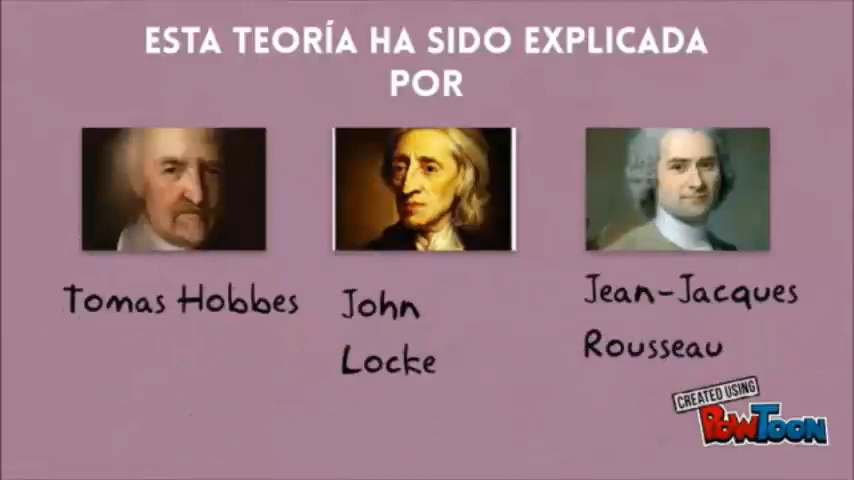 ESTA TEORÍA HA SIDO EXPLICADA
POR
Tomas Hobbes
John
Locke
Jean-Jacques
Rousseau
CREATED USING
POWTOON